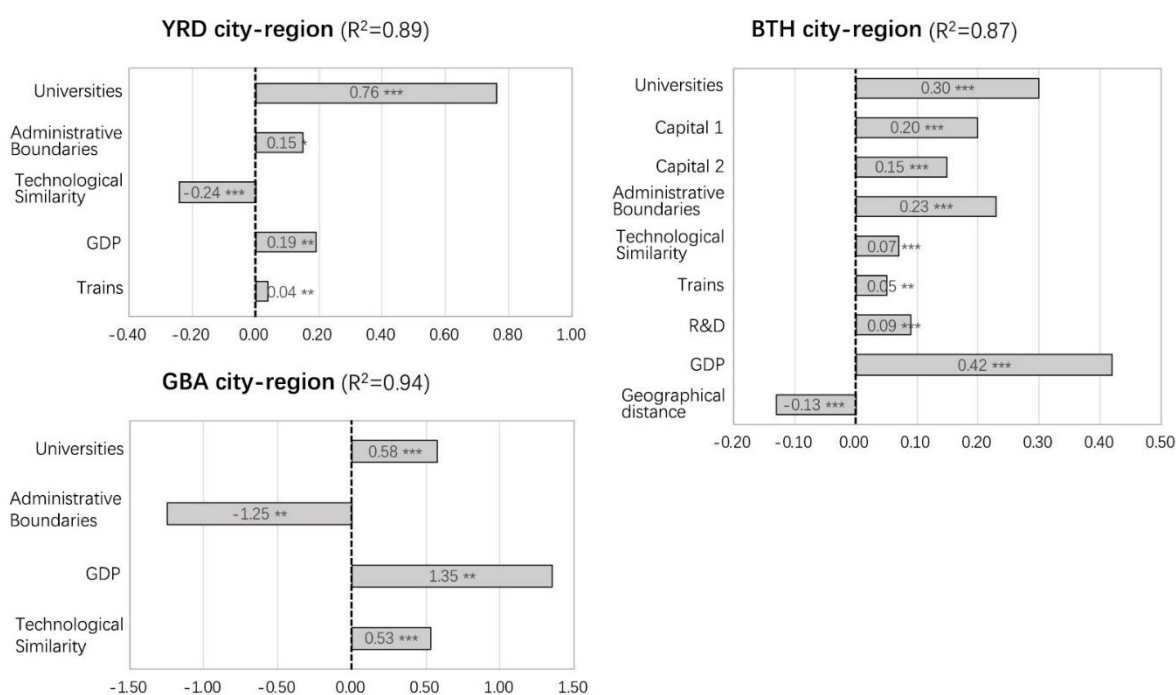 YRD city-region (R²=0.89)
Universities
0.76 ***
Administrative
Boundaries
0.15 *
Technological
Similarity
-0.24 ***
GDP
0.19 **
Trains
0.04 **
-0.40 -0.20 0.00 0.20 0.40 0.60 0.80 1.00
BTH city-region (R²=0.87)
Universities
0.30 ***
Capital 1
0.20 ***
Capital 2
0.15 ***
Administrative
Boundaries
0.23 ***
Technological
Similarity
0.07 ***
Trains
0.05 **
R&D
0.09 ***
GDP
0.42 ***
Geographical
distance
-0.13 ***
-0.20 -0.10 0.00 0.10 0.20 0.30 0.40 0.50
GBA city-region (R²=0.94)
Universities
0.58 ***
Administrative
Boundaries
-1.25 **
GDP
1.35 **
Technological
Similarity
0.53 ***
-1.50 -1.00 -0.50 0.00 0.50 1.00 1.50